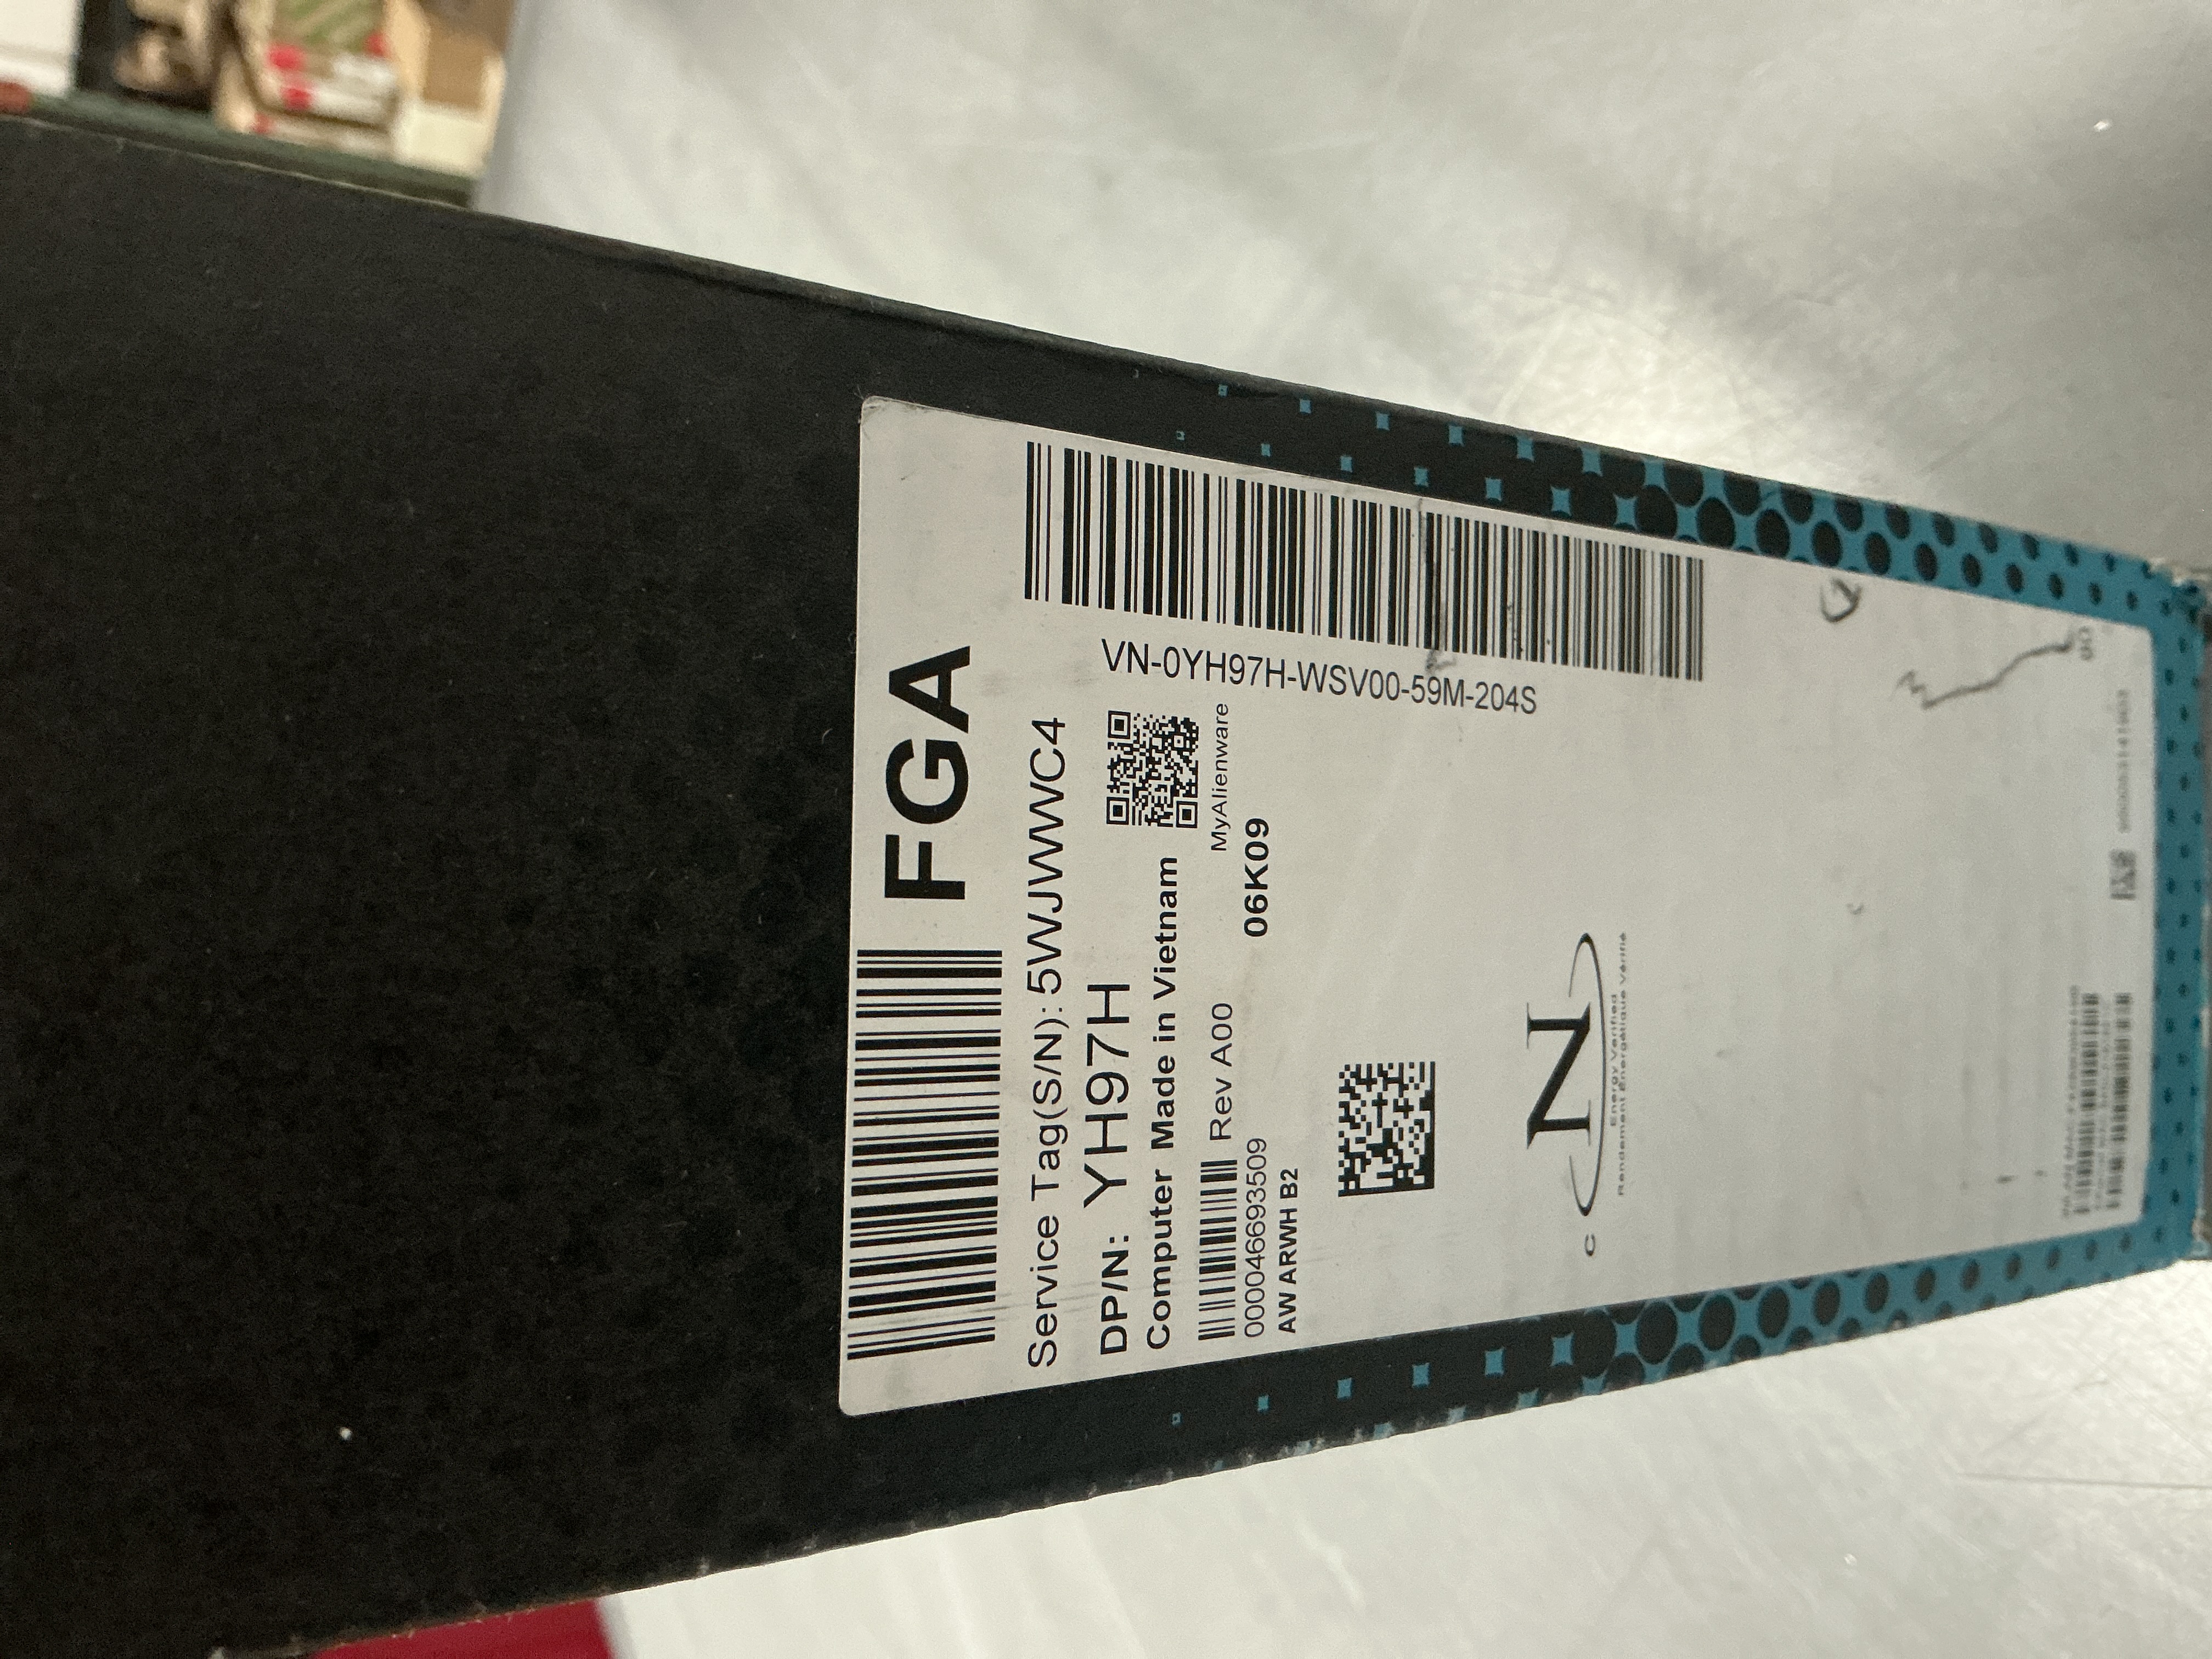 FGA
Service Tag(S/N): 5WJWWC4
DP/N: YH97H
Computer Made in Vietnam
MyAlienware
Rev A00
0000466693509
06K09
AW ARWH B2
VN-0YH97H-WSV00-59M-204S
C
N
Energy Verified
Rendement Énergétique Vérifié